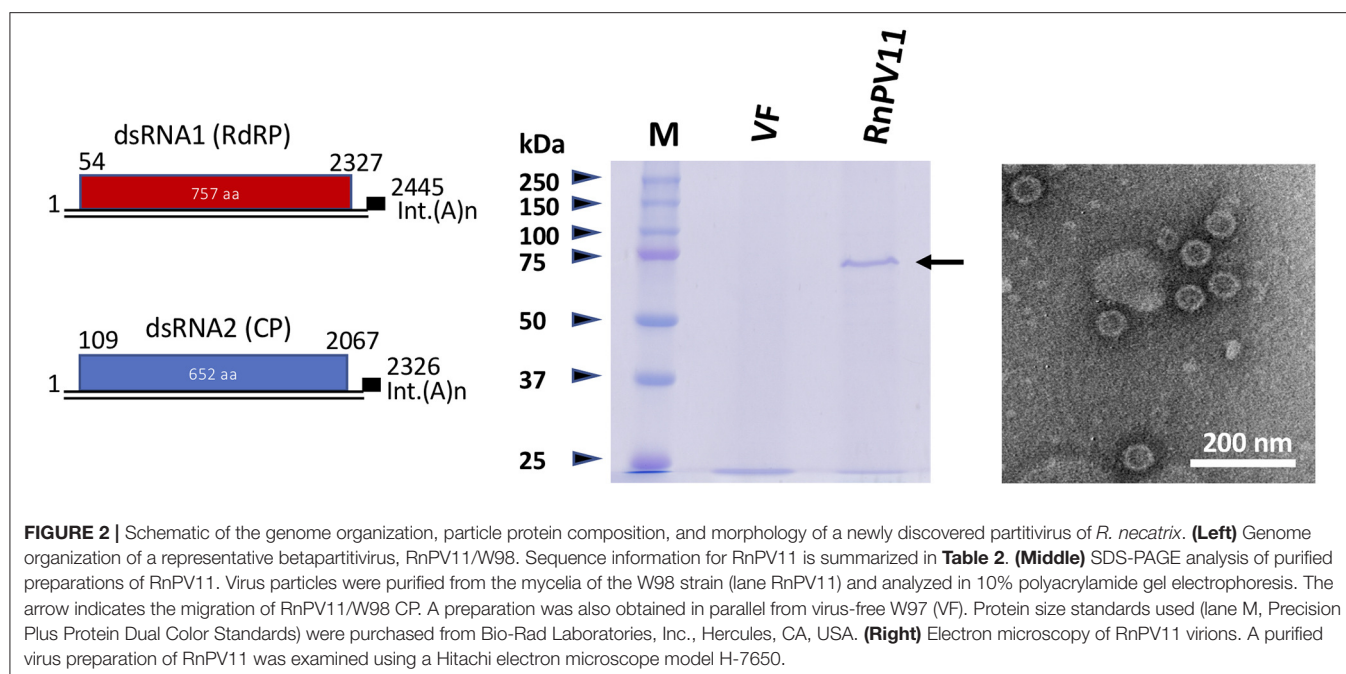 dsRNA1 (RdRP)
54 2327
757 aa
1
2445
Int.(A)n
dsRNA2 (CP)
109 2067
652 aa
1
2326
Int.(A)n
kDa
M
VF
RnPV11
250
150
100
75
50
37
25
200 nm
FIGURE 2 | Schematic of the genome organization, particle protein composition, and morphology of a newly discovered partitivirus of R. necatrix. (Left) Genome
organization of a representative betapartitivirus, RnPV11/W98. Sequence information for RnPV11 is summarized in Table 2. (Middle) SDS-PAGE analysis of purified
preparations of RnPV11. Virus particles were purified from the mycelia of the W98 strain (lane RnPV11) and analyzed in 10% polyacrylamide gel electrophoresis. The
arrow indicates the migration of RnPV11/W98 CP. A preparation was also obtained in parallel from virus-free W97 (VF). Protein size standards used (lane M, Precision
Plus Protein Dual Color Standards) were purchased from Bio-Rad Laboratories, Inc., Hercules, CA, USA. (Right) Electron microscopy of RnPV11 virions. A purified
virus preparation of RnPV11 was examined using a Hitachi electron microscope model H-7650.